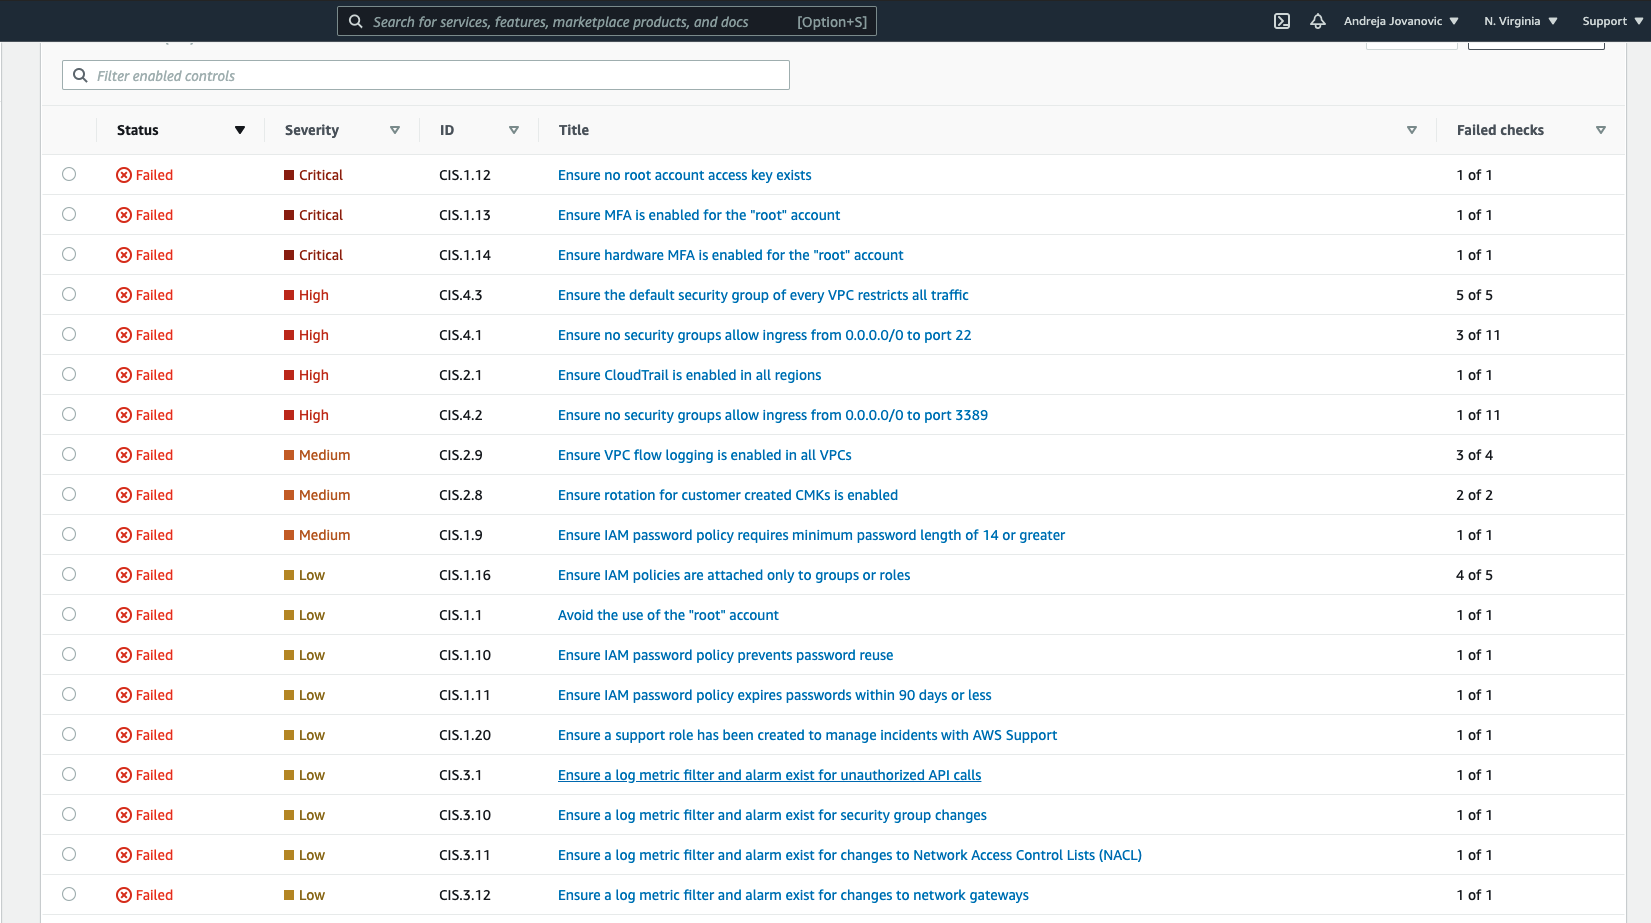 Search for services, features, marketplace products, and docs [Option+S] Andreja Jovanovic N. Virginia Support
Filter enabled controls
Status Severity ID Title Failed checks
Failed Critical CIS.1.12 Ensure no root account access key exists 1 of 1
Failed Critical CIS.1.13 Ensure MFA is enabled for the "root" account 1 of 1
Failed Critical CIS.1.14 Ensure hardware MFA is enabled for the "root" account 1 of 1
Failed High CIS.4.3 Ensure the default security group of every VPC restricts all traffic 5 of 5
Failed High CIS.4.1 Ensure no security groups allow ingress from 0.0.0.0/0 to port 22 3 of 11
Failed High CIS.2.1 Ensure CloudTrail is enabled in all regions 1 of 1
Failed High CIS.4.2 Ensure no security groups allow ingress from 0.0.0.0/0 to port 3389 1 of 11
Failed Medium CIS.2.9 Ensure VPC flow logging is enabled in all VPCs 3 of 4
Failed Medium CIS.2.8 Ensure rotation for customer created CMKs is enabled 2 of 2
Failed Medium CIS.1.9 Ensure IAM password policy requires minimum password length of 14 or greater 1 of 1
Failed Low CIS.1.16 Ensure IAM policies are attached only to groups or roles 4 of 5
Failed Low CIS.1.1 Avoid the use of the "root" account 1 of 1
Failed Low CIS.1.10 Ensure IAM password policy prevents password reuse 1 of 1
Failed Low CIS.1.11 Ensure IAM password policy expires passwords within 90 days or less 1 of 1
Failed Low CIS.1.20 Ensure a support role has been created to manage incidents with AWS Support 1 of 1
Failed Low CIS.3.1 Ensure a log metric filter and alarm exist for unauthorized API calls 1 of 1
Failed Low CIS.3.10 Ensure a log metric filter and alarm exist for security group changes 1 of 1
Failed Low CIS.3.11 Ensure a log metric filter and alarm exist for changes to Network Access Control Lists (NACL) 1 of 1
Failed Low CIS.3.12 Ensure a log metric filter and alarm exist for changes to network gateways 1 of 1